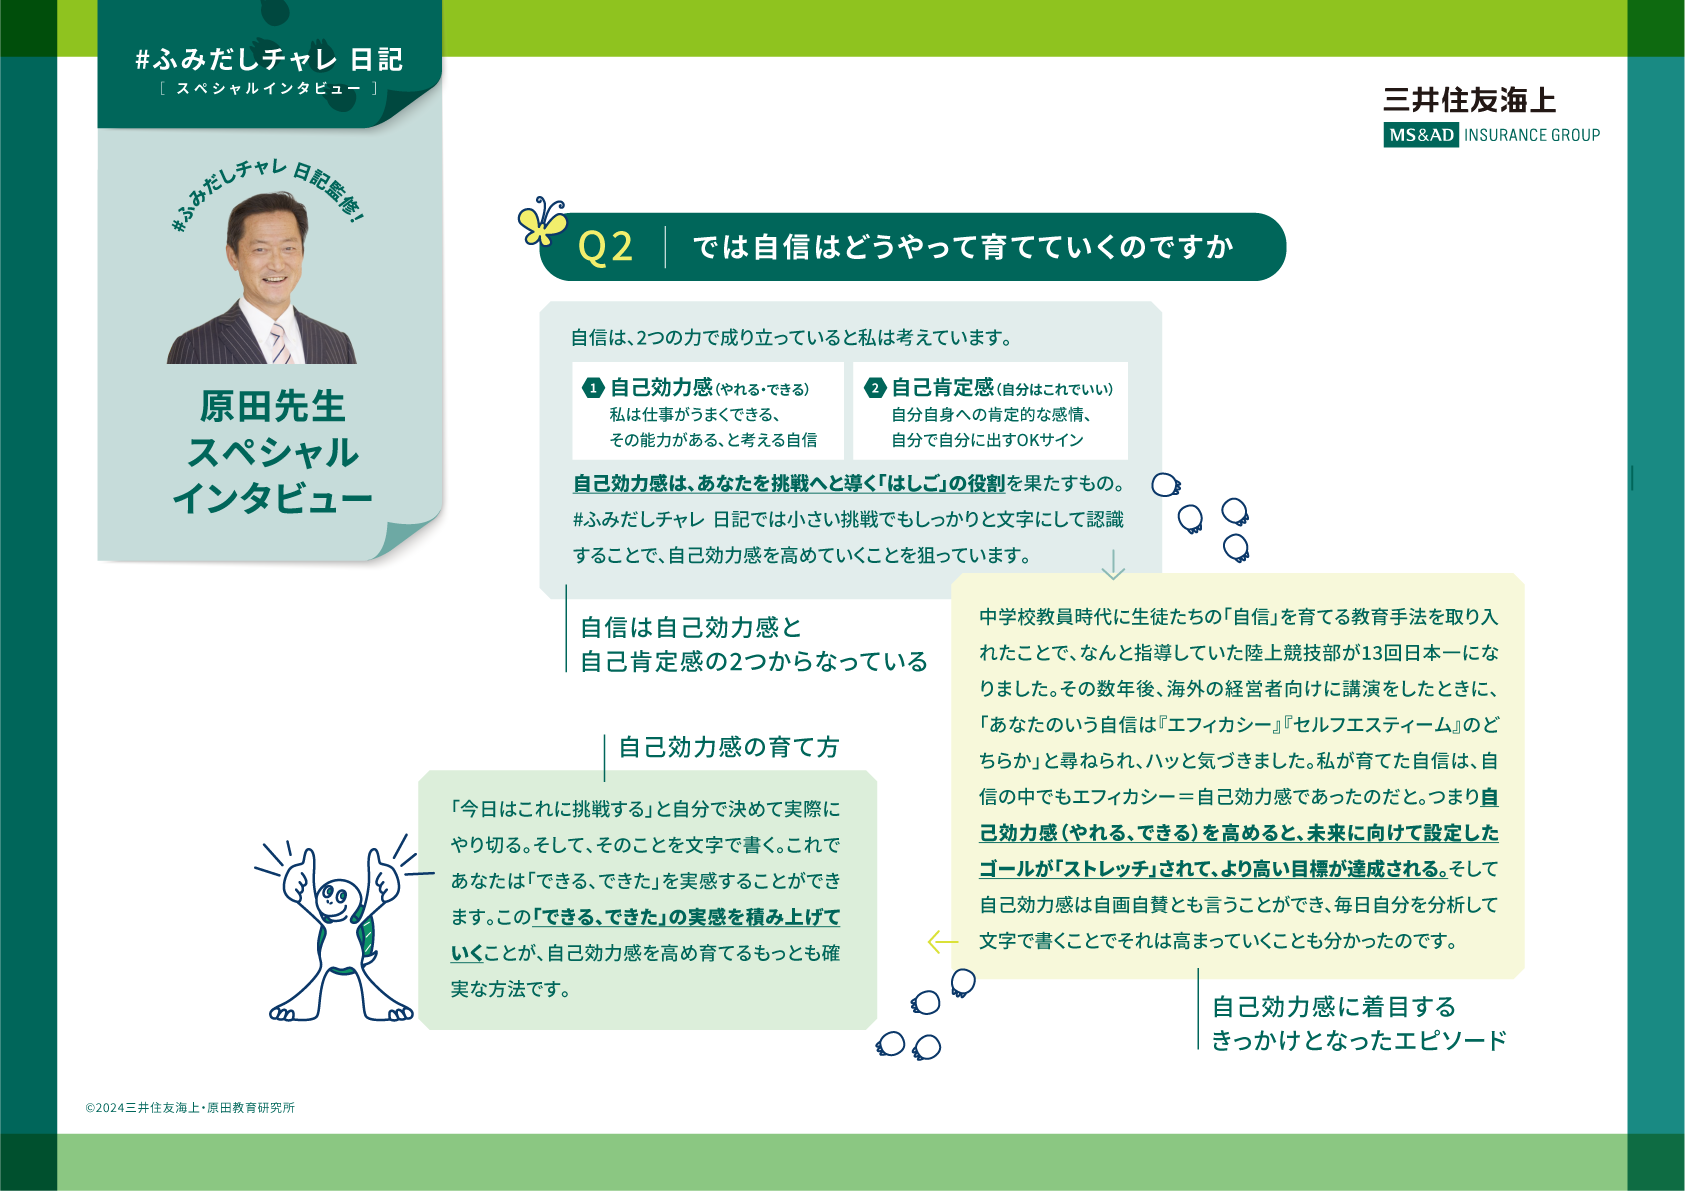 #ふみだしチャレ 日記
［ スペシャルインタビュー ］
#ふみだしチャレ 日記監修！
原田先生
スペシャル
インタビュー
三井住友海上
MS&AD INSURANCE GROUP
Q2 では自信はどうやって育てていくのですか
自信は、2つの力で成り立っていると私は考えています。
1 自己効力感（やれる・できる）
私は仕事がうまくできる、
その能力がある、と考える自信
2 自己肯定感（自分はこれでいい）
自分自身への肯定的な感情、
自分で自分に出すOKサイン
自己効力感は、あなたを挑戦へと導く「はしご」の役割を果たすもの。
#ふみだしチャレ 日記では小さい挑戦でもしっかりと文字にして認識
することで、自己効力感を高めていくことを狙っています。
自信は自己効力感と
自己肯定感の2つからなっている
中学校教員時代に生徒たちの「自信」を育てる教育手法を取り入
れたことで、なんと指導していた陸上競技部が13回日本一にな
りました。その数年後、海外の経営者向けに講演をしたときに、
「あなたのいう自信は『エフィカシー』『セルフエスティーム』のど
ちらか」と尋ねられ、ハッと気づきました。私が育てた自信は、自
信の中でもエフィカシー＝自己効力感であったのだと。つまり自
己効力感（やれる、できる）を高めると、未来に向けて設定した
ゴールが「ストレッチ」されて、より高い目標が達成される。そして
自己効力感は自画自賛とも言うことができ、毎日自分を分析して
文字で書くことでそれは高まっていくことも分かったのです。
自己効力感に着目する
きっかけとなったエピソード
自己効力感の育て方
「今日はこれに挑戦する」と自分で決めて実際に
やり切る。そして、そのことを文字で書く。これで
あなたは「できる、できた」を実感することができ
ます。この「できる、できた」の実感を積み上げて
いくことが、自己効力感を高め育てるもっとも確
実な方法です。
©2024三井住友海上・原田教育研究所